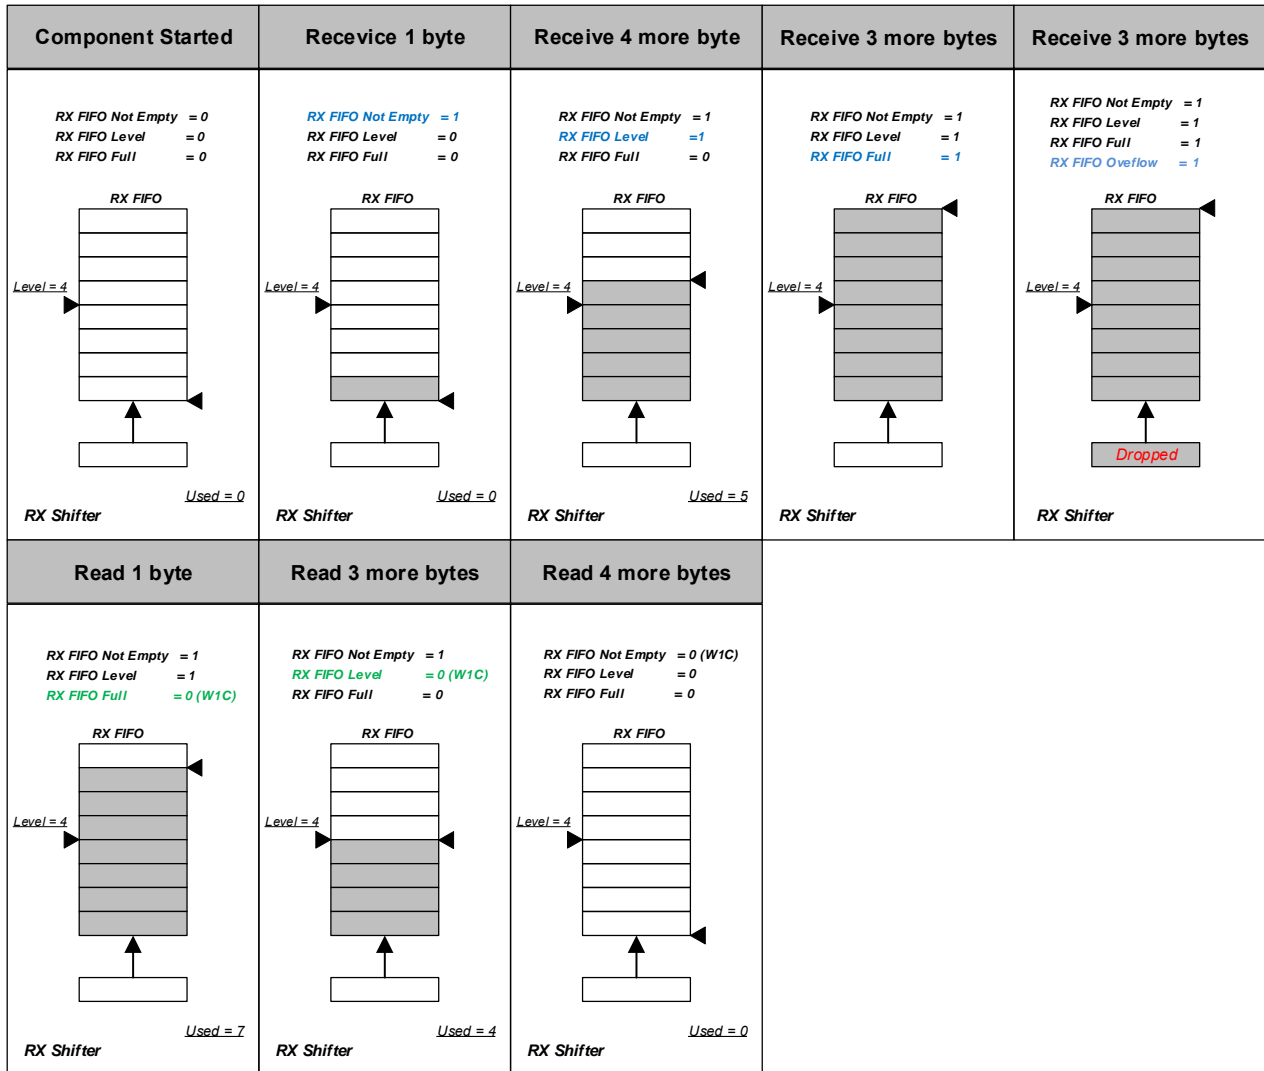 Component Started
RX FIFO Not Empty = 0
RX FIFO Level = 0
RX FIFO Full = 0
RX FIFO
Level = 4
Used = 0
RX Shifter
Recevice 1 byte
RX FIFO Not Empty = 1
RX FIFO Level = 0
RX FIFO Full = 0
RX FIFO
Level = 4
Used = 0
RX Shifter
Receive 4 more byte
RX FIFO Not Empty = 1
RX FIFO Level =1
RX FIFO Full = 0
RX FIFO
Level = 4
Used = 5
RX Shifter
Receive 3 more bytes
RX FIFO Not Empty = 1
RX FIFO Level = 1
RX FIFO Full = 1
RX FIFO
Level = 4
RX Shifter
Receive 3 more bytes
RX FIFO Not Empty = 1
RX FIFO Level = 1
RX FIFO Full = 1
RX FIFO Oveflow = 1
RX FIFO
Level = 4
Dropped
RX Shifter
Read 1 byte
RX FIFO Not Empty = 1
RX FIFO Level = 1
RX FIFO Full = 0 (W1C)
RX FIFO
Level = 4
Used = 7
RX Shifter
Read 3 more bytes
RX FIFO Not Empty = 1
RX FIFO Level = 0 (W1C)
RX FIFO Full = 0
RX FIFO
Level = 4
Used = 4
RX Shifter
Read 4 more bytes
RX FIFO Not Empty = 0 (W1C)
RX FIFO Level = 0
RX FIFO Full = 0
RX FIFO
Level = 4
Used = 0
RX Shifter